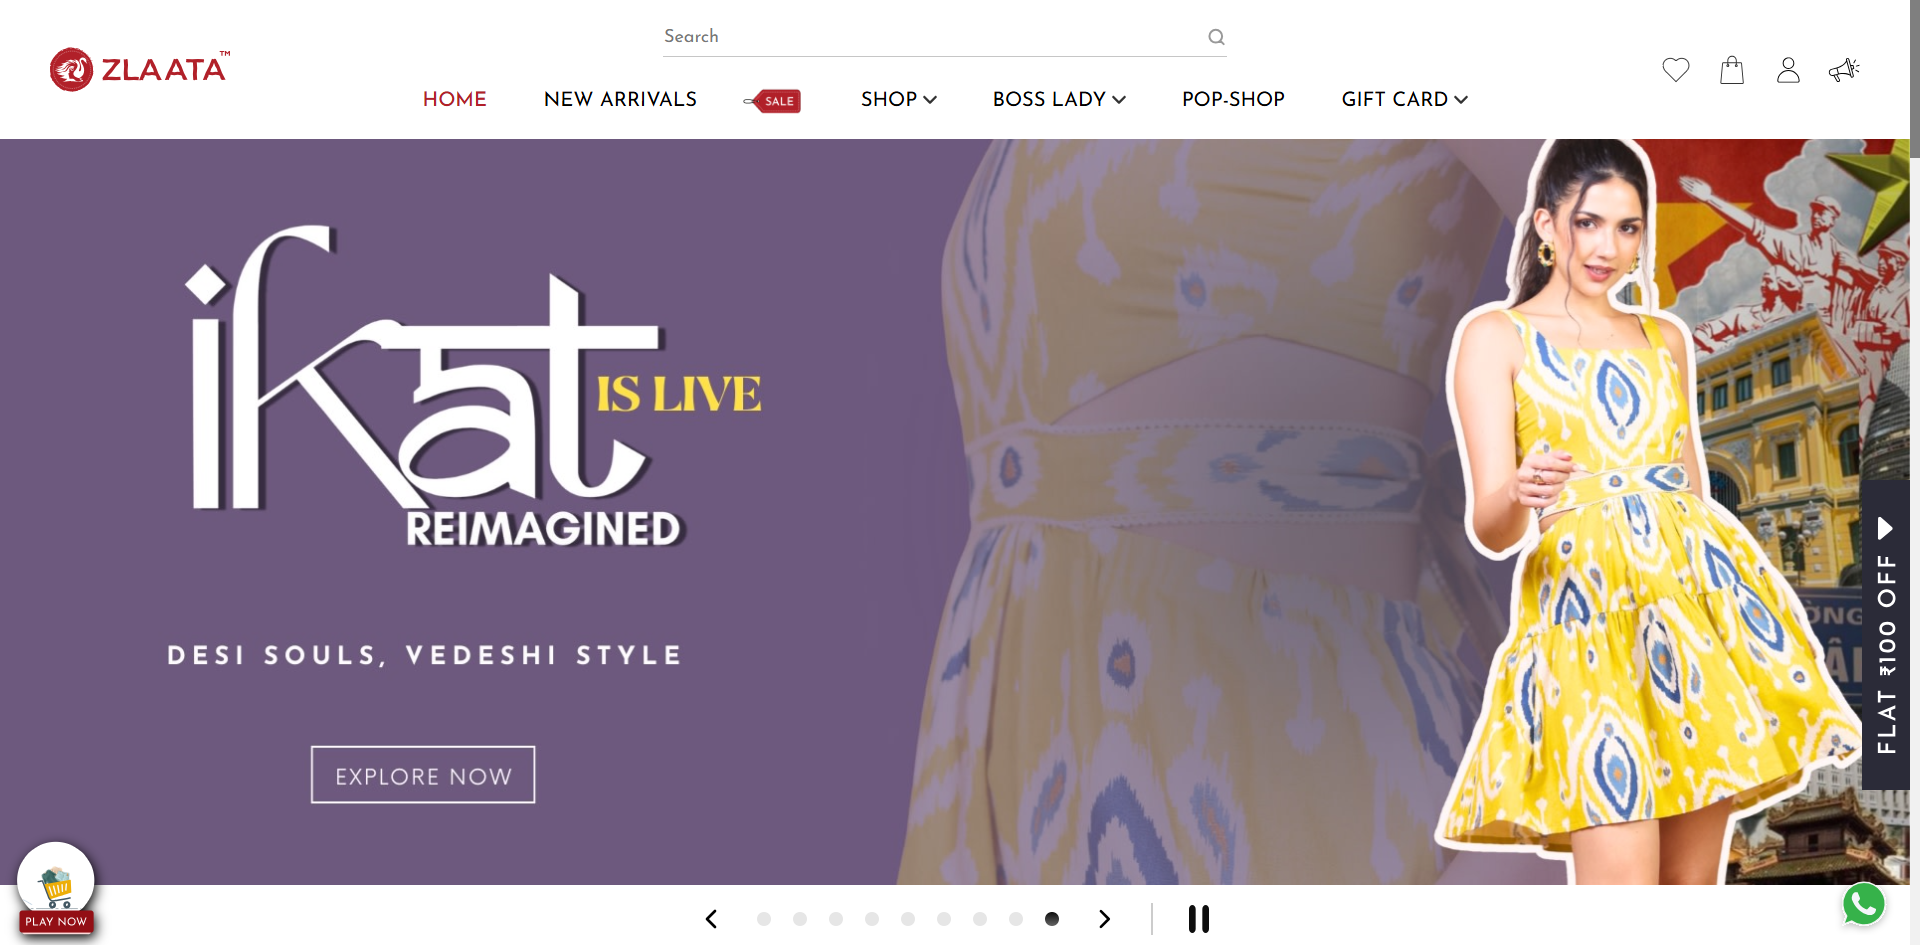 Search
ZLAATA™
HOME
NEW ARRIVALS
SALE
SHOP
BOSS LADY
POP-SHOP
GIFT CARD
ikat
IS LIVE
REIMAGINED
DESI SOULS, VEDESHI STYLE
EXPLORE NOW
FLAT ₹100 OFF
PLAY NOW